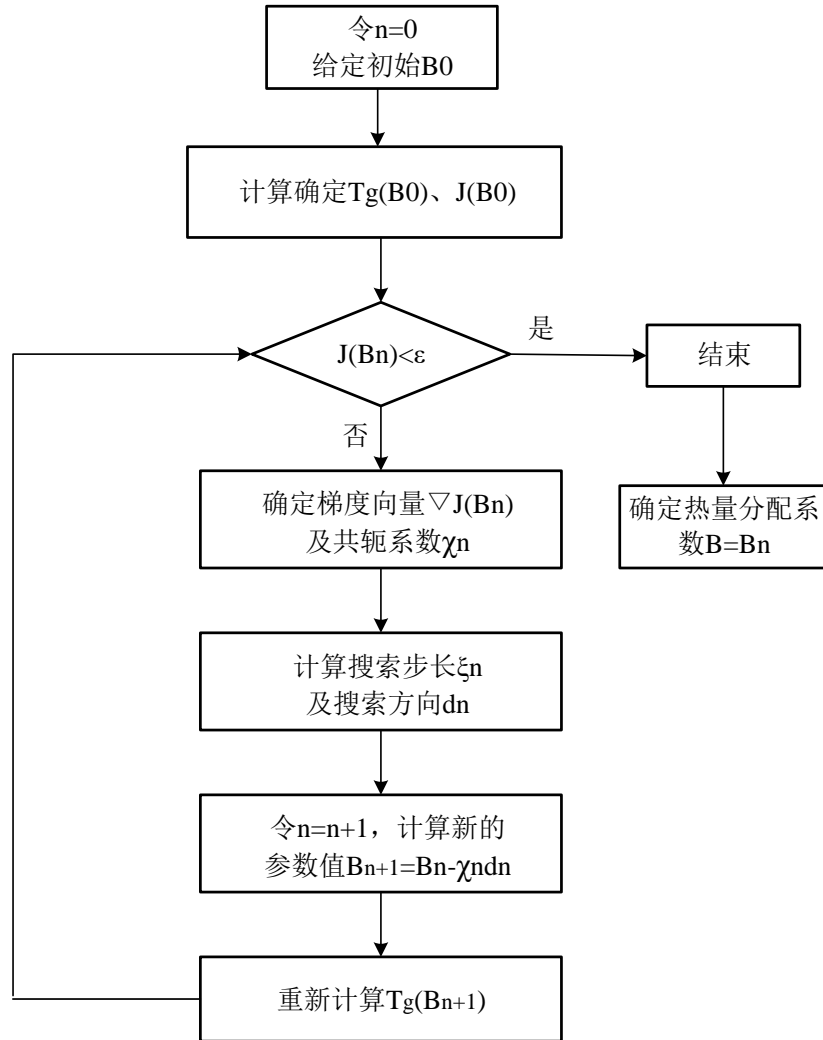 令n=0
给定初始B0
计算确定Tg(B0)、J(B0)
J(Bn)<ε
是
结束
否
确定梯度向量▽J(Bn)
及共轭系数χn
确定热量分配系
数B=Bn
计算搜索步长ξn
及搜索方向dn
令n=n+1，计算新的
参数值Bn+1=Bn-χndn
重新计算Tg(Bn+1)